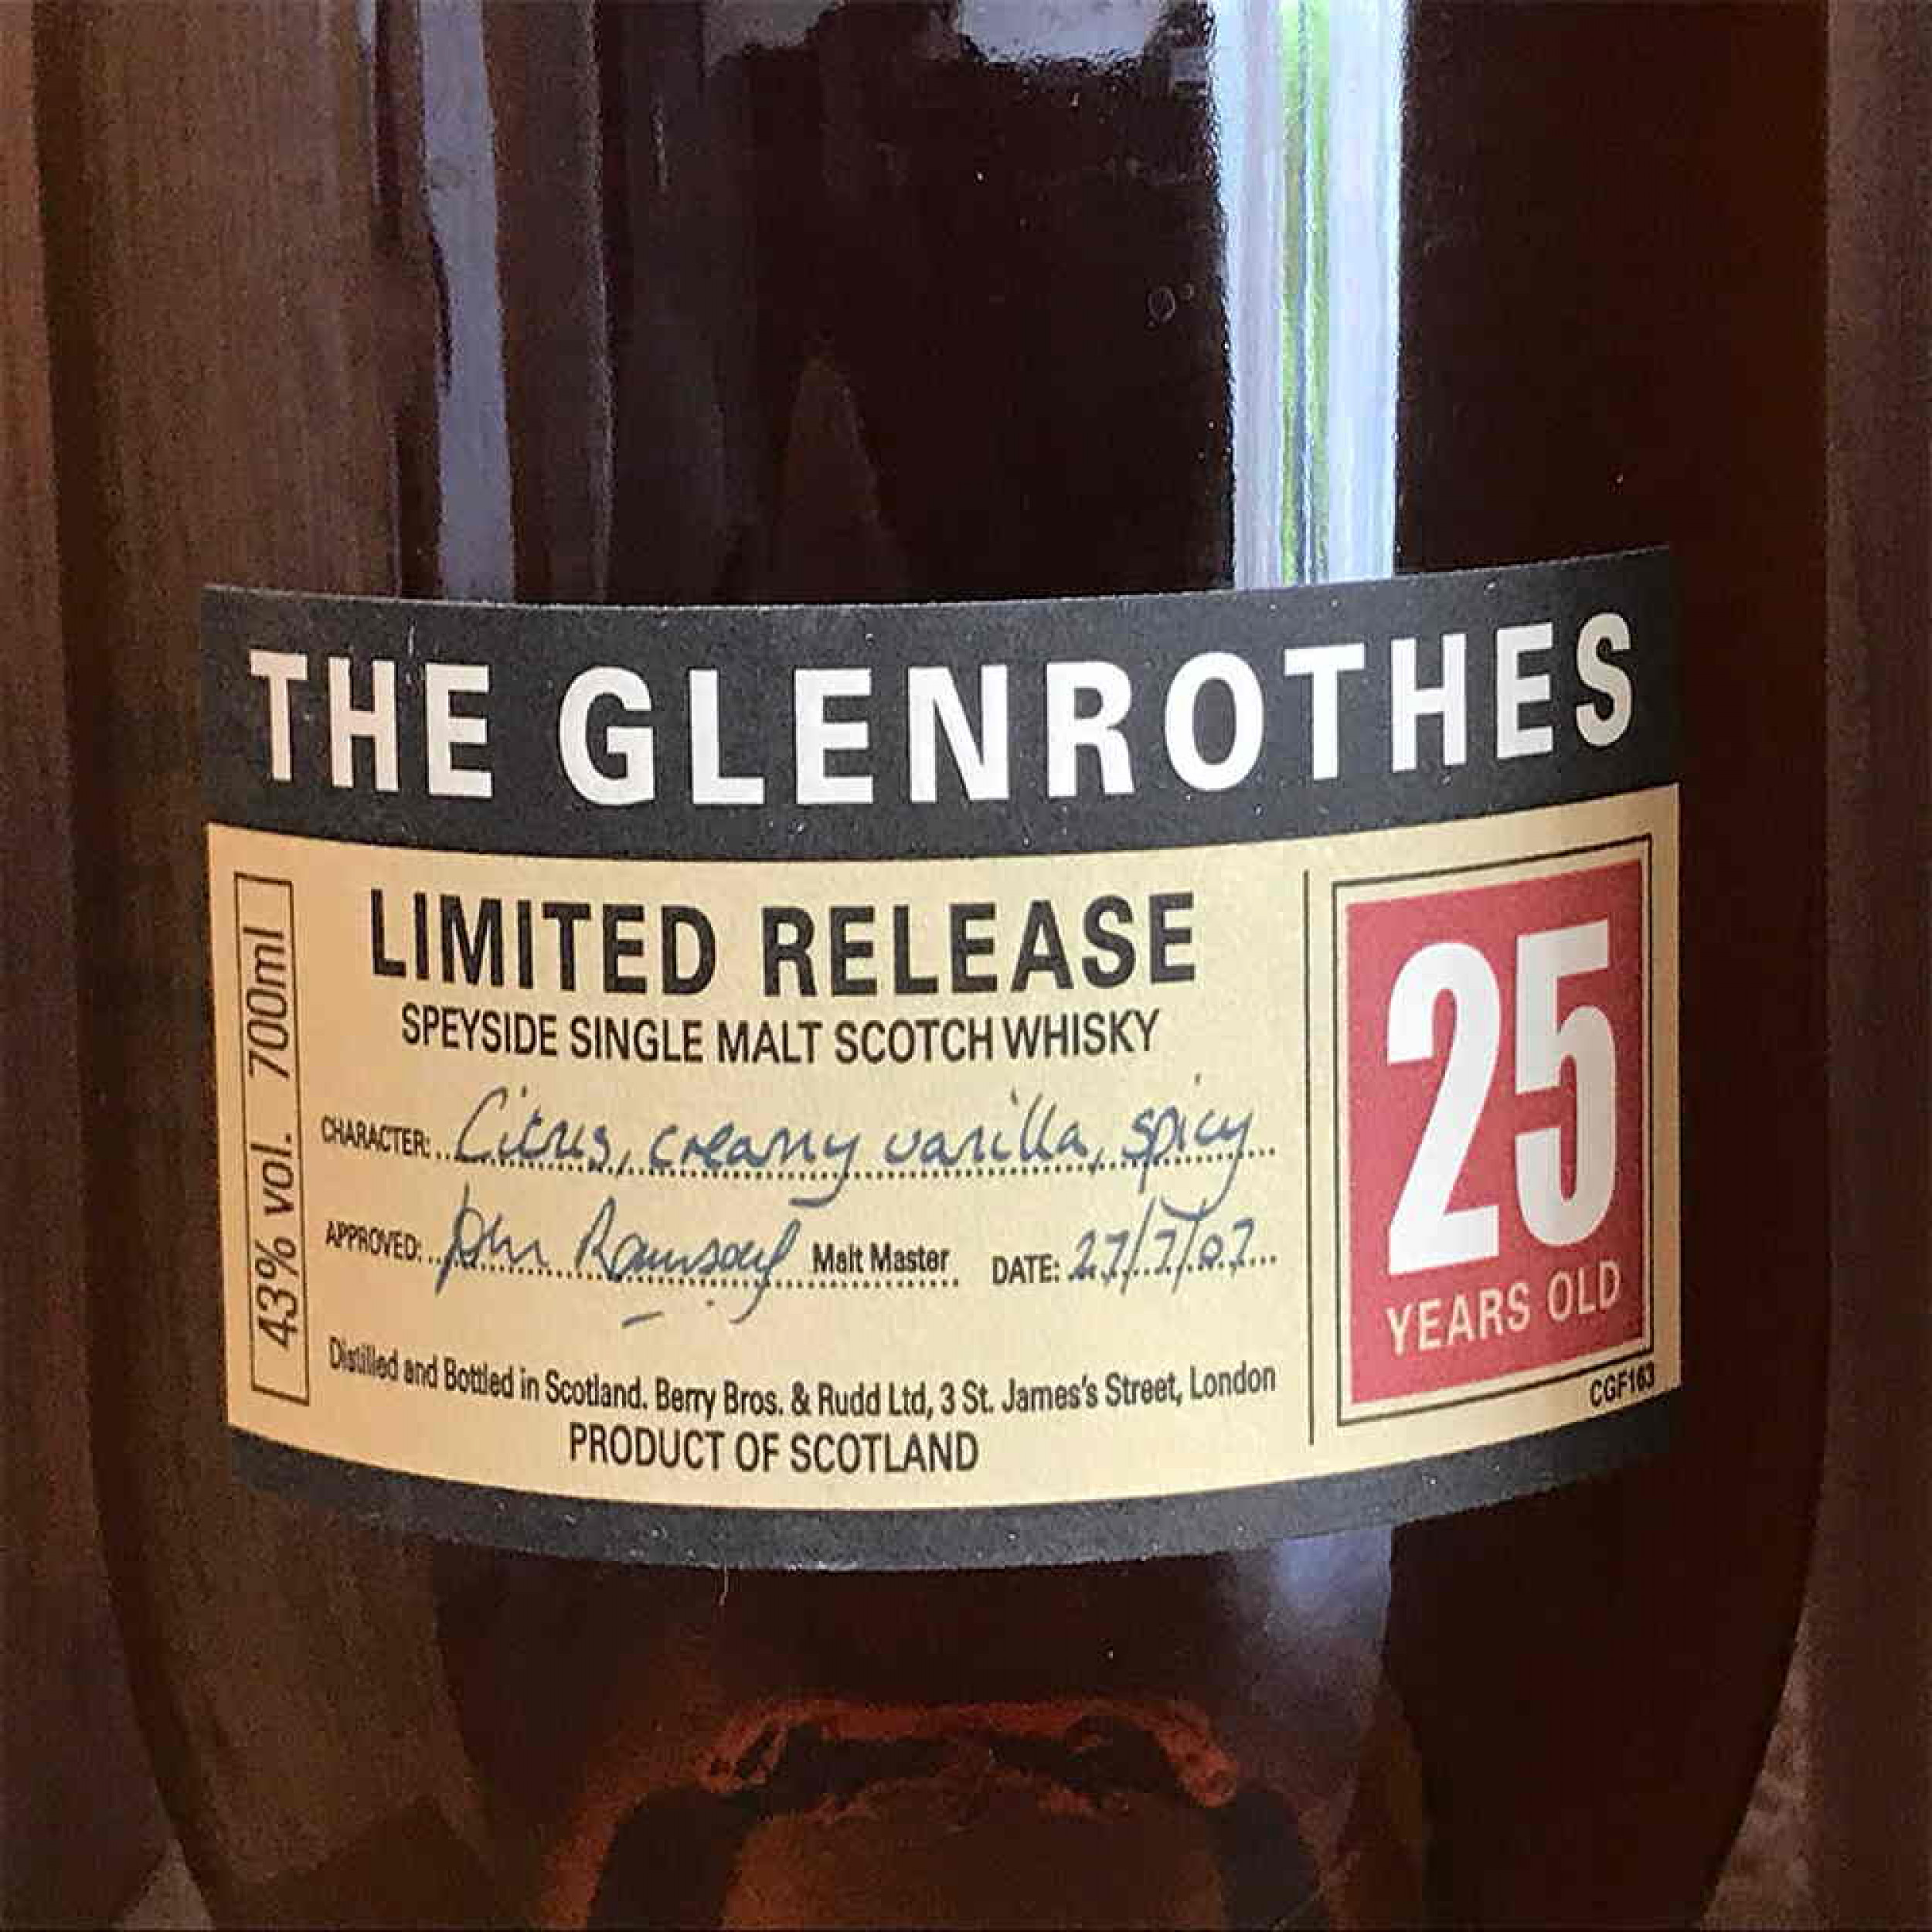 THE GLENROTHES
43% vol. 700ml
LIMITED RELEASE
SPEYSIDE SINGLE MALT SCOTCH WHISKY
CHARACTER: Citrus, creamy vanilla, spicy
APPROVED: John Ramsay Malt Master DATE: 27/7/07
Distilled and Bottled in Scotland. Berry Bros. & Rudd Ltd, 3 St. James's Street, London
PRODUCT OF SCOTLAND
25
YEARS OLD
CGF163